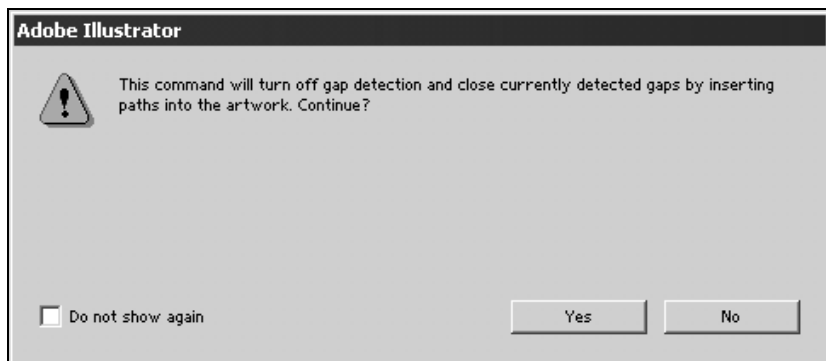 Adobe Illustrator
This command will turn off gap detection and close currently detected gaps by inserting
paths into the artwork. Continue?
Do not show again
Yes
No